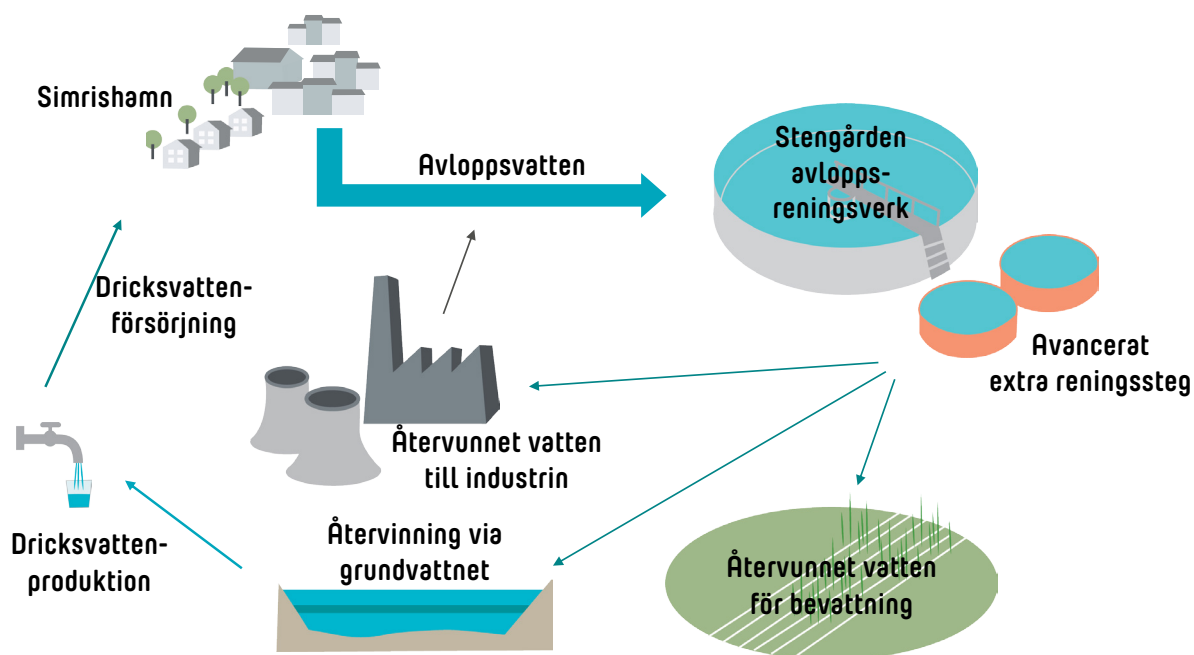 Simrishamn
Avloppsvatten
Stengården
avlopps-
reningsverk
Dricksvatten-
försörjning
Avancerat
extra reningssteg
Återvunnet vatten
till industrin
Dricksvatten-
produktion
Återvinning via
grundvattnet
Återvunnet vatten
för bevattning